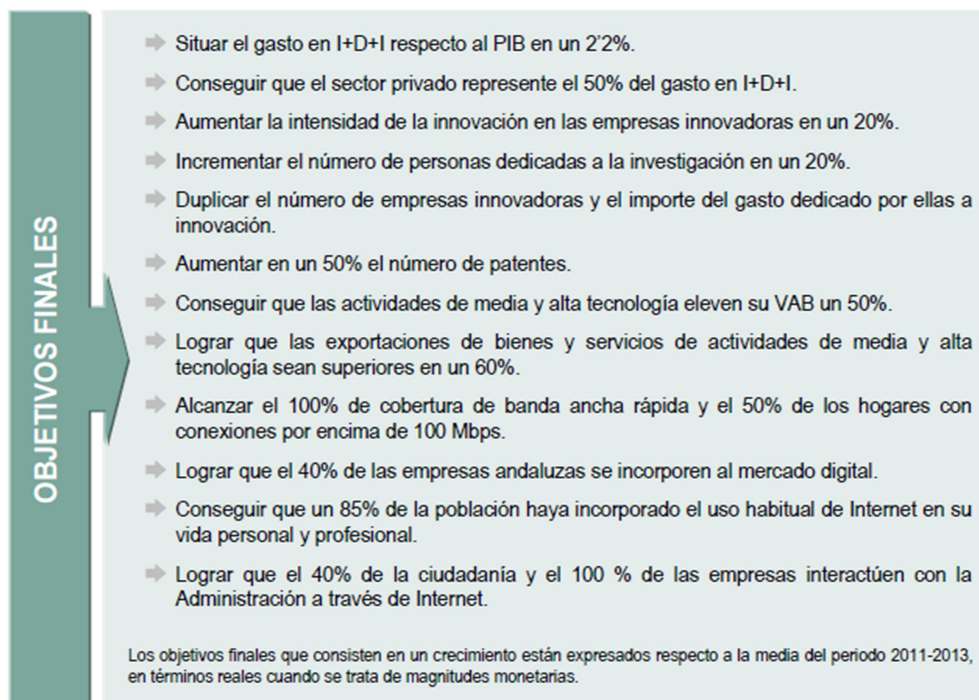 OBJETIVOS FINALES
Situar el gasto en I+D+I respecto al PIB en un 2'2%.
Conseguir que el sector privado represente el 50% del gasto en I+D+I.
Aumentar la intensidad de la innovación en las empresas innovadoras en un 20%.
Incrementar el número de personas dedicadas a la investigación en un 20%.
Duplicar el número de empresas innovadoras y el importe del gasto dedicado por ellas a
innovación.
Aumentar en un 50% el número de patentes.
Conseguir que las actividades de media y alta tecnología eleven su VAB un 50%.
Lograr que las exportaciones de bienes y servicios de actividades de media y alta
tecnología sean superiores en un 60%.
Alcanzar el 100% de cobertura de banda ancha rápida y el 50% de los hogares con
conexiones por encima de 100 Mbps.
Lograr que el 40% de las empresas andaluzas se incorporen al mercado digital.
Conseguir que un 85% de la población haya incorporado el uso habitual de Internet en su
vida personal y profesional.
Lograr que el 40% de la ciudadanía y el 100 % de las empresas interactúen con la
Administración a través de Internet.
Los objetivos finales que consisten en un crecimiento están expresados respecto a la media del periodo 2011-2013,
en términos reales cuando se trata de magnitudes monetarias.